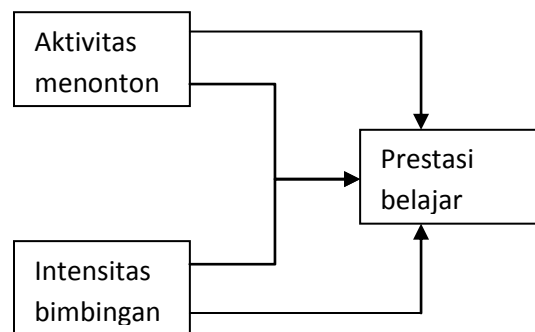 Aktivitas
menonton
Prestasi
belajar
Intensitas
bimbingan